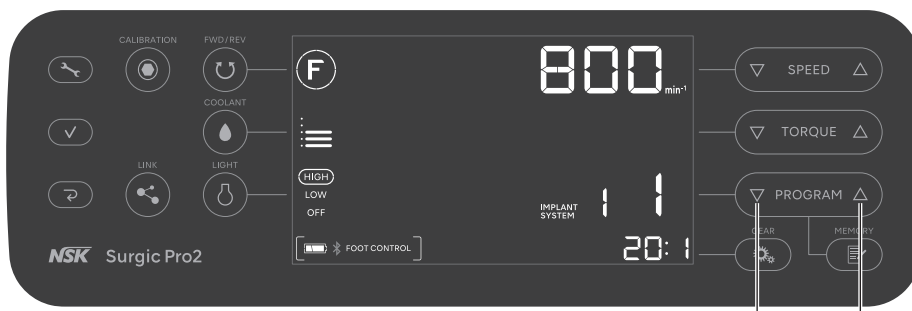 CALIBRATION
FWD/REV
F
800
min-1
SPEED
COOLANT
TORQUE
LINK
LIGHT
HIGH
LOW
OFF
IMPLANT
SYSTEM
1 1
PROGRAM
GEAR
MEMORY
NSK Surgic Pro2
FOOT CONTROL
20:1